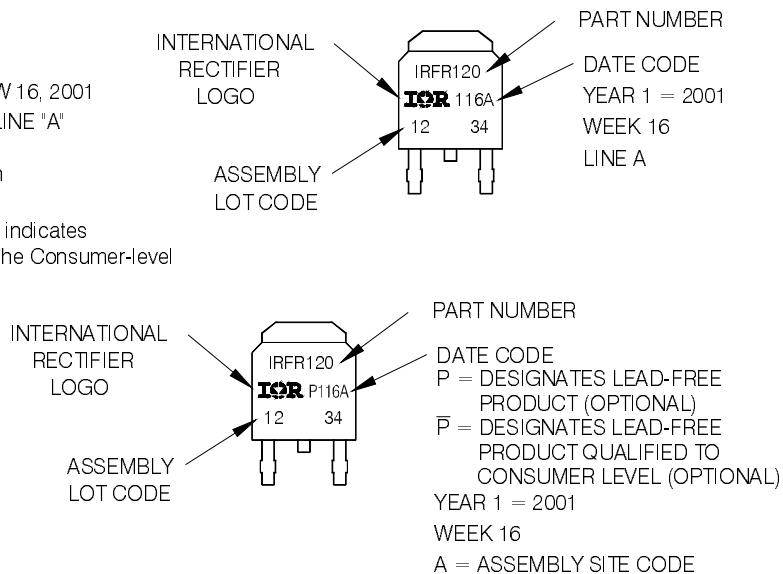 INTERNATIONAL
RECTIFIER
LOGO
PART NUMBER
IRFR120
DATE CODE
IOR 116A
YEAR 1 = 2001
WEEK 16
LINE A
12 34
ASSEMBLY
LOT CODE
W 16, 2001
LINE "A"
n
indicates
he Consumer-level
INTERNATIONAL
RECTIFIER
LOGO
PART NUMBER
IRFR120
IOR P116A
12 34
ASSEMBLY
LOT CODE
DATE CODE
P = DESIGNATES LEAD-FREE
PRODUCT (OPTIONAL)
P̅ = DESIGNATES LEAD-FREE
PRODUCT QUALIFIED TO
CONSUMER LEVEL (OPTIONAL)
YEAR 1 = 2001
WEEK 16
A = ASSEMBLY SITE CODE